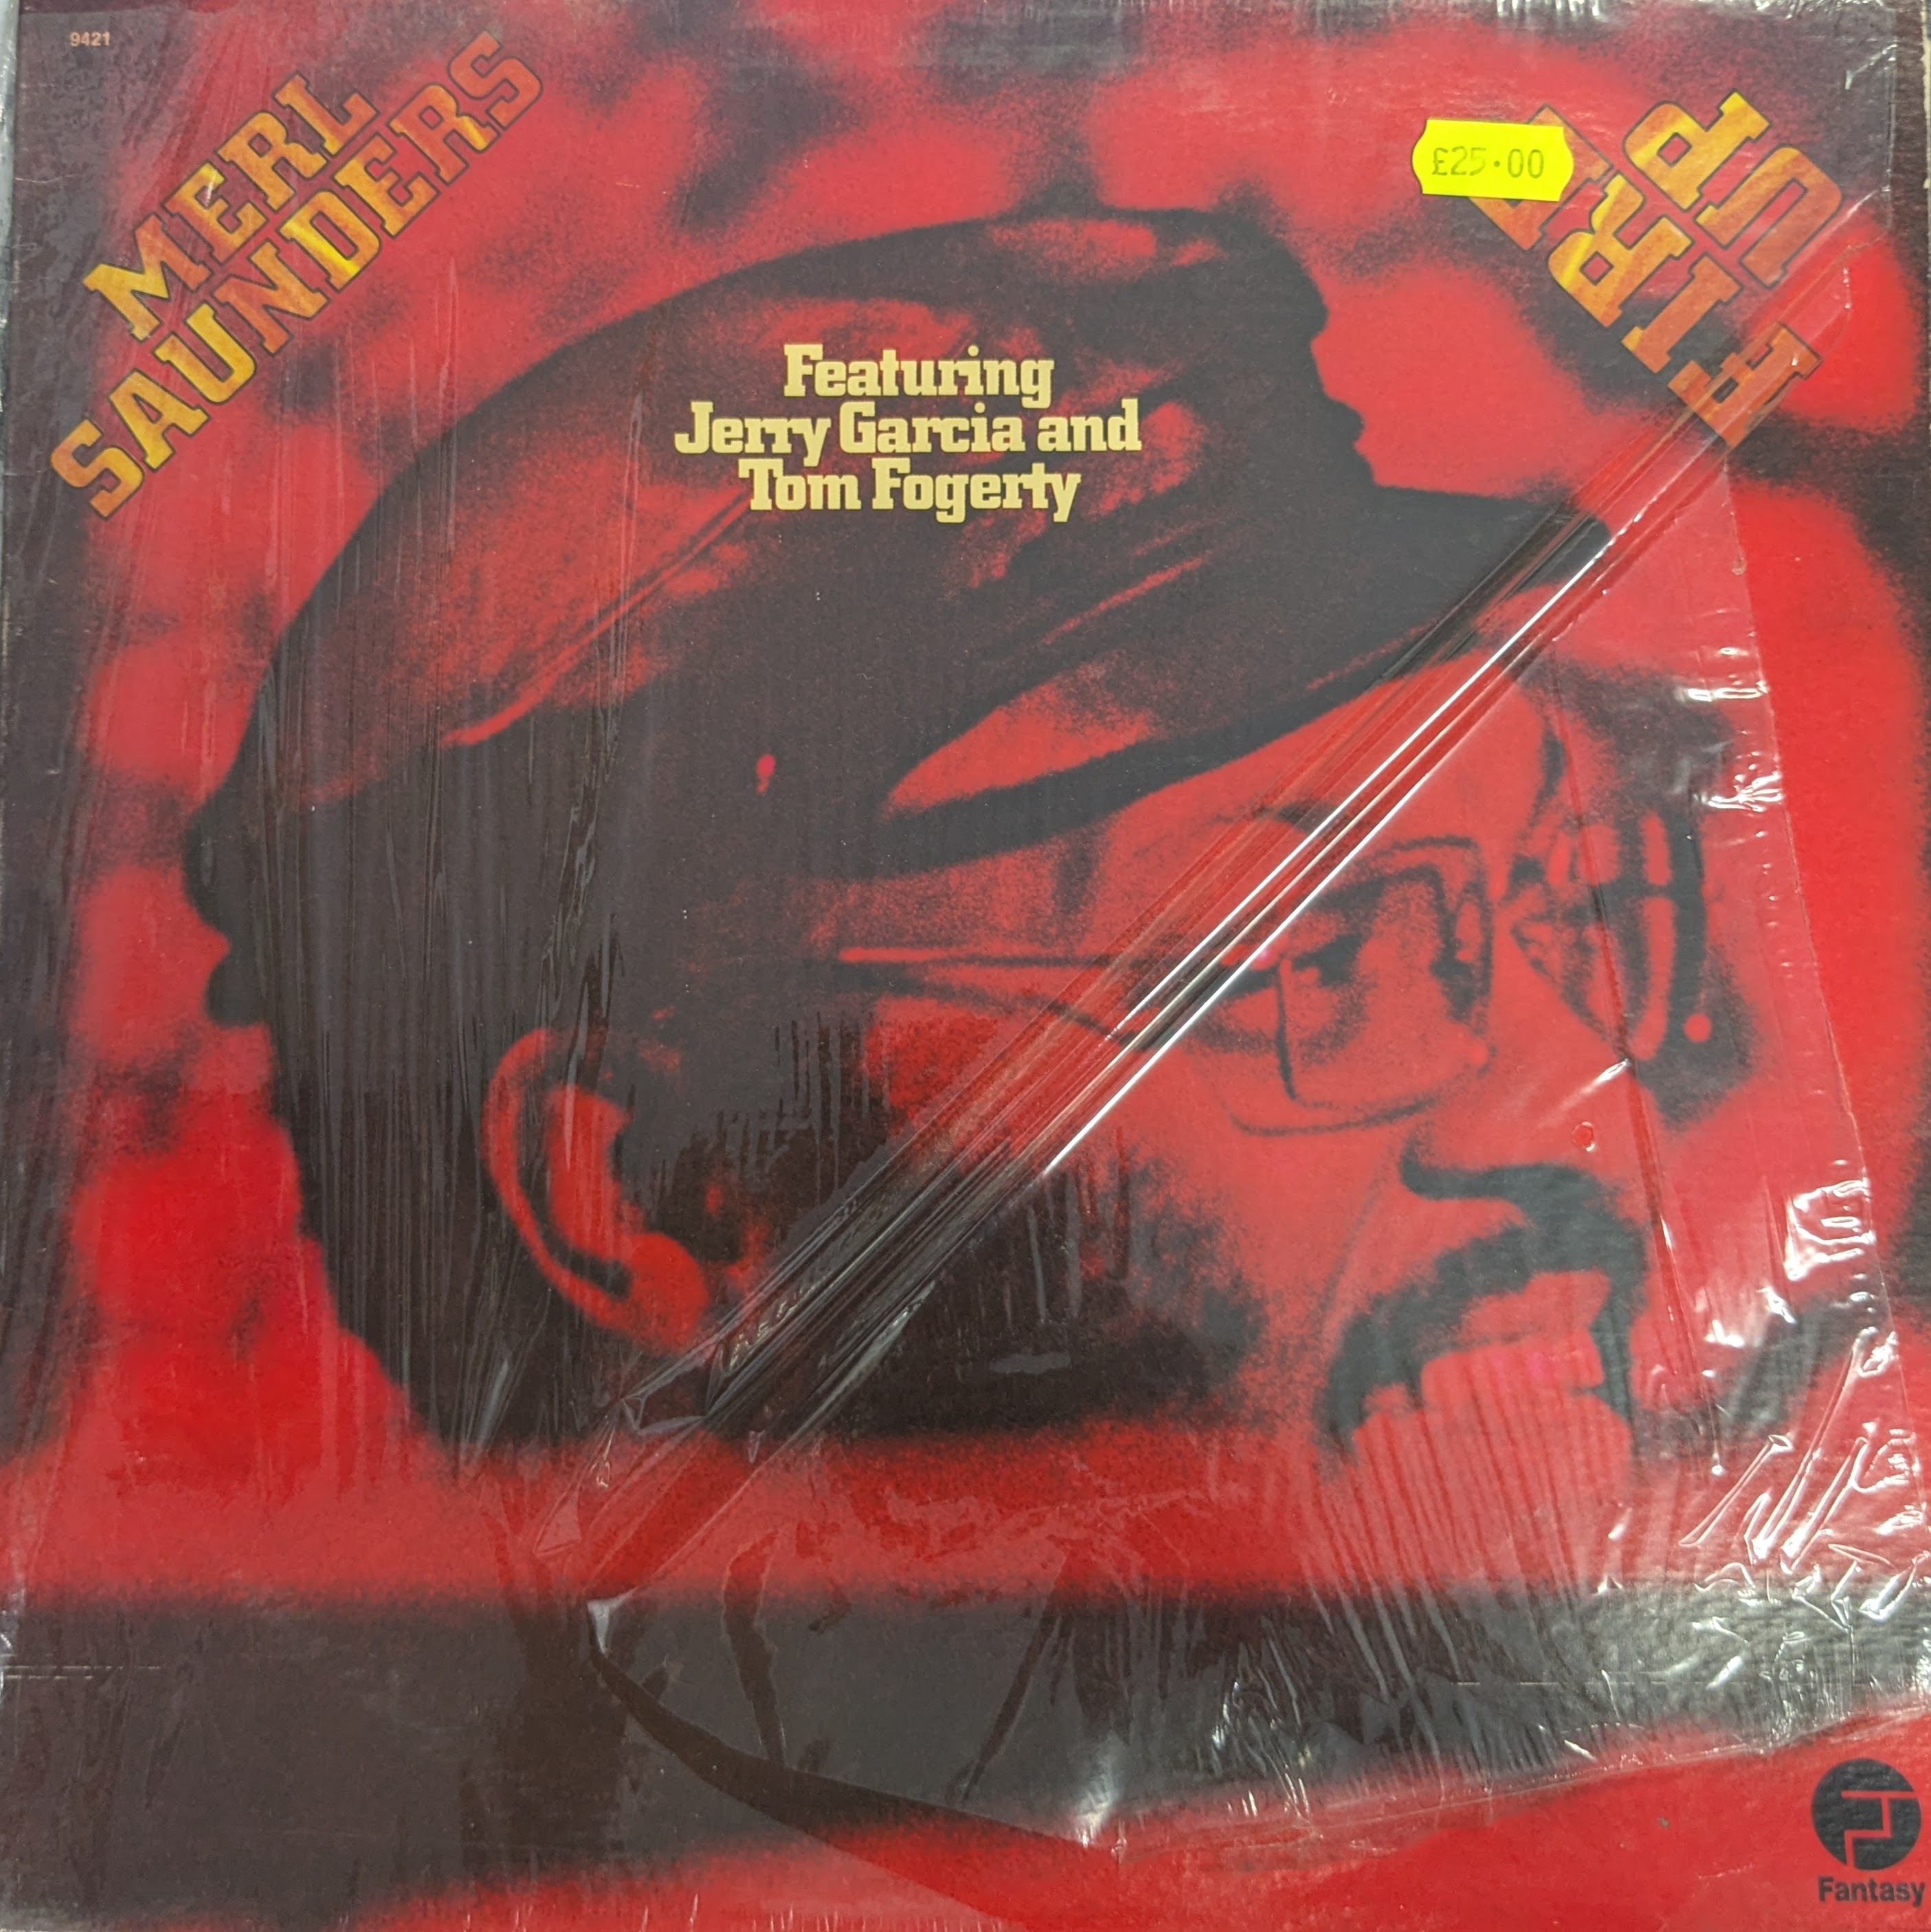 9421
MERL
SAUNDERS
£25.00
FIRE
UP
Featuring
Jerry Garcia and
Tom Fogerty
Fantasy